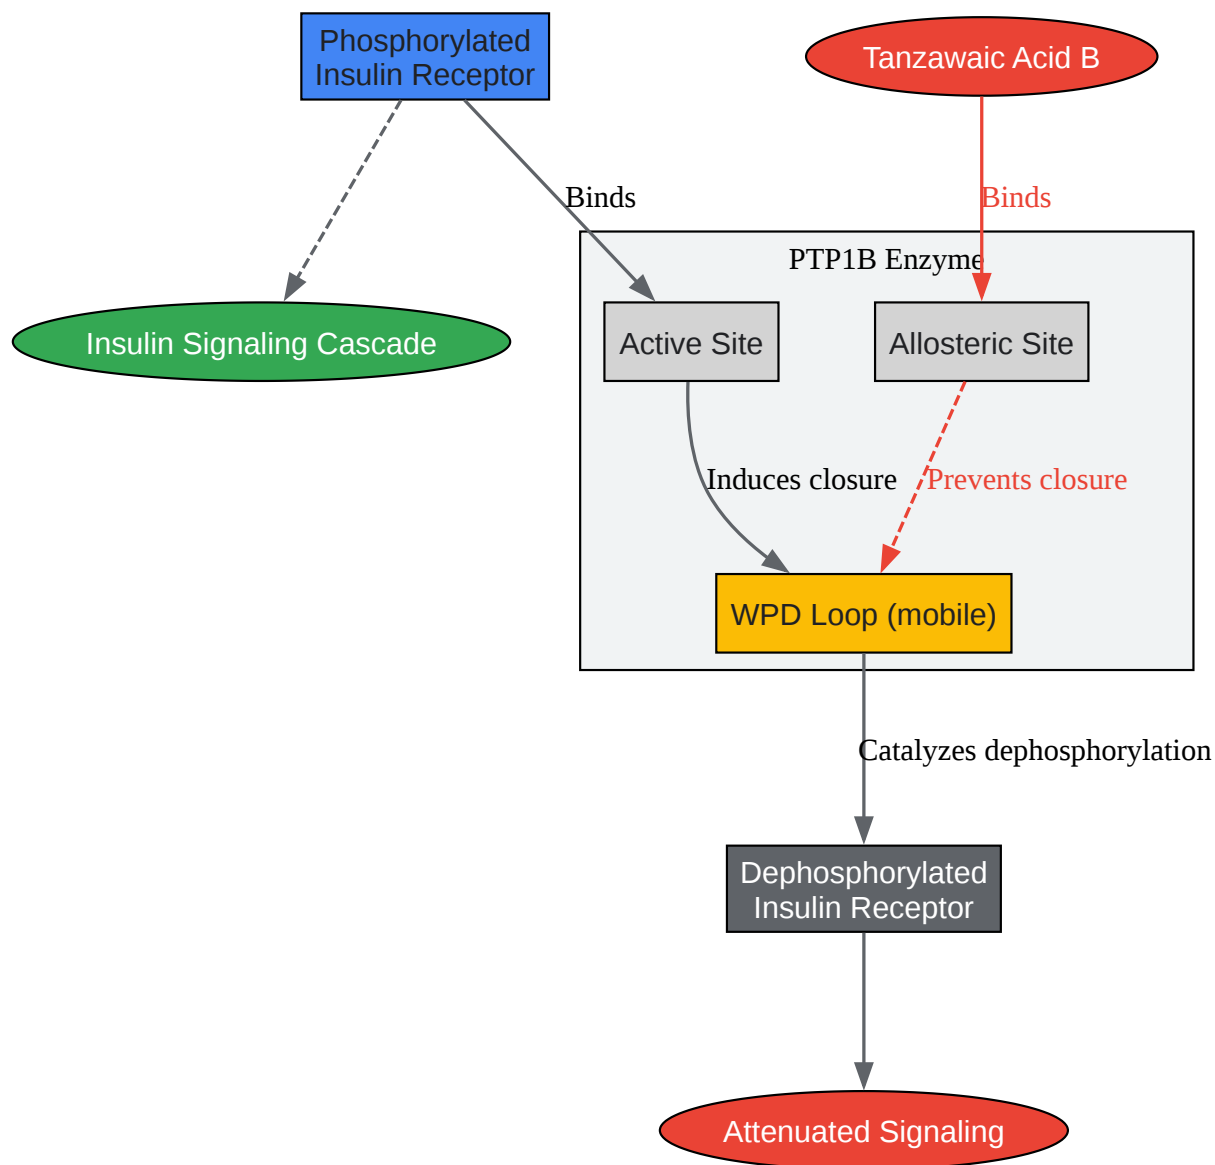 Phosphorylated
Insulin Receptor
Tanzawaic Acid B
Binds
Binds
PTP1B Enzyme
Insulin Signaling Cascade
Active Site
Allosteric Site
Induces closure
Prevents closure
WPD Loop (mobile)
Catalyzes dephosphorylation
Dephosphorylated
Insulin Receptor
Attenuated Signaling